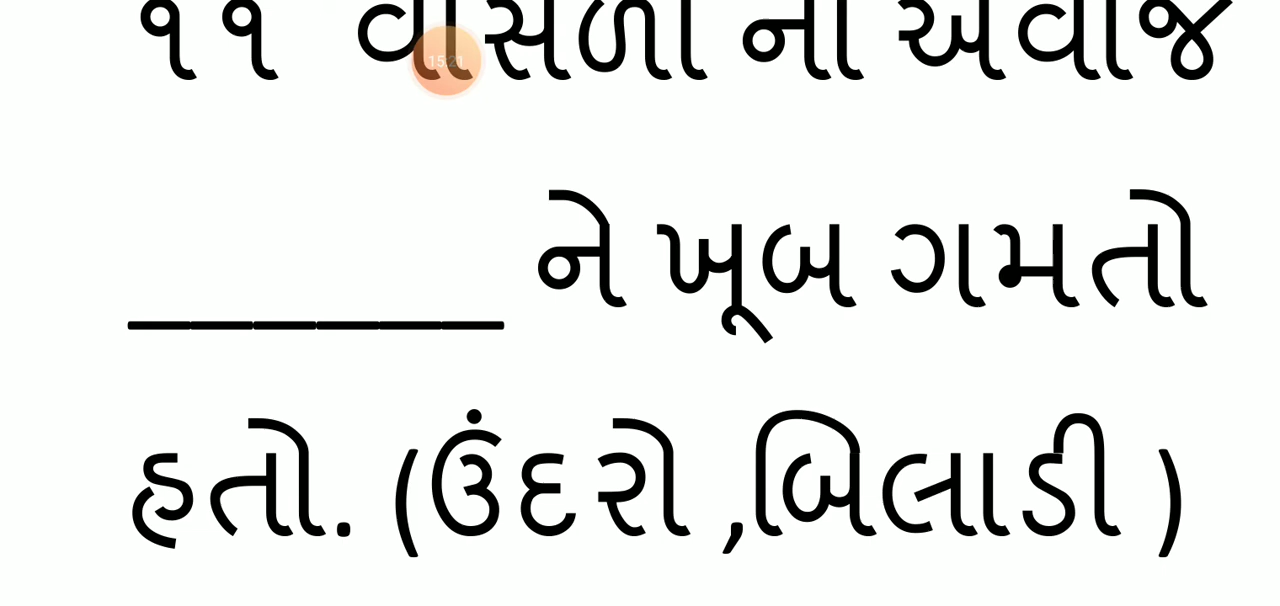 ૧૧ વાંસળી નો અવાજ
______ ને ખૂબ ગમતો
હતો. (ઉંદરો ,બિલાડી )